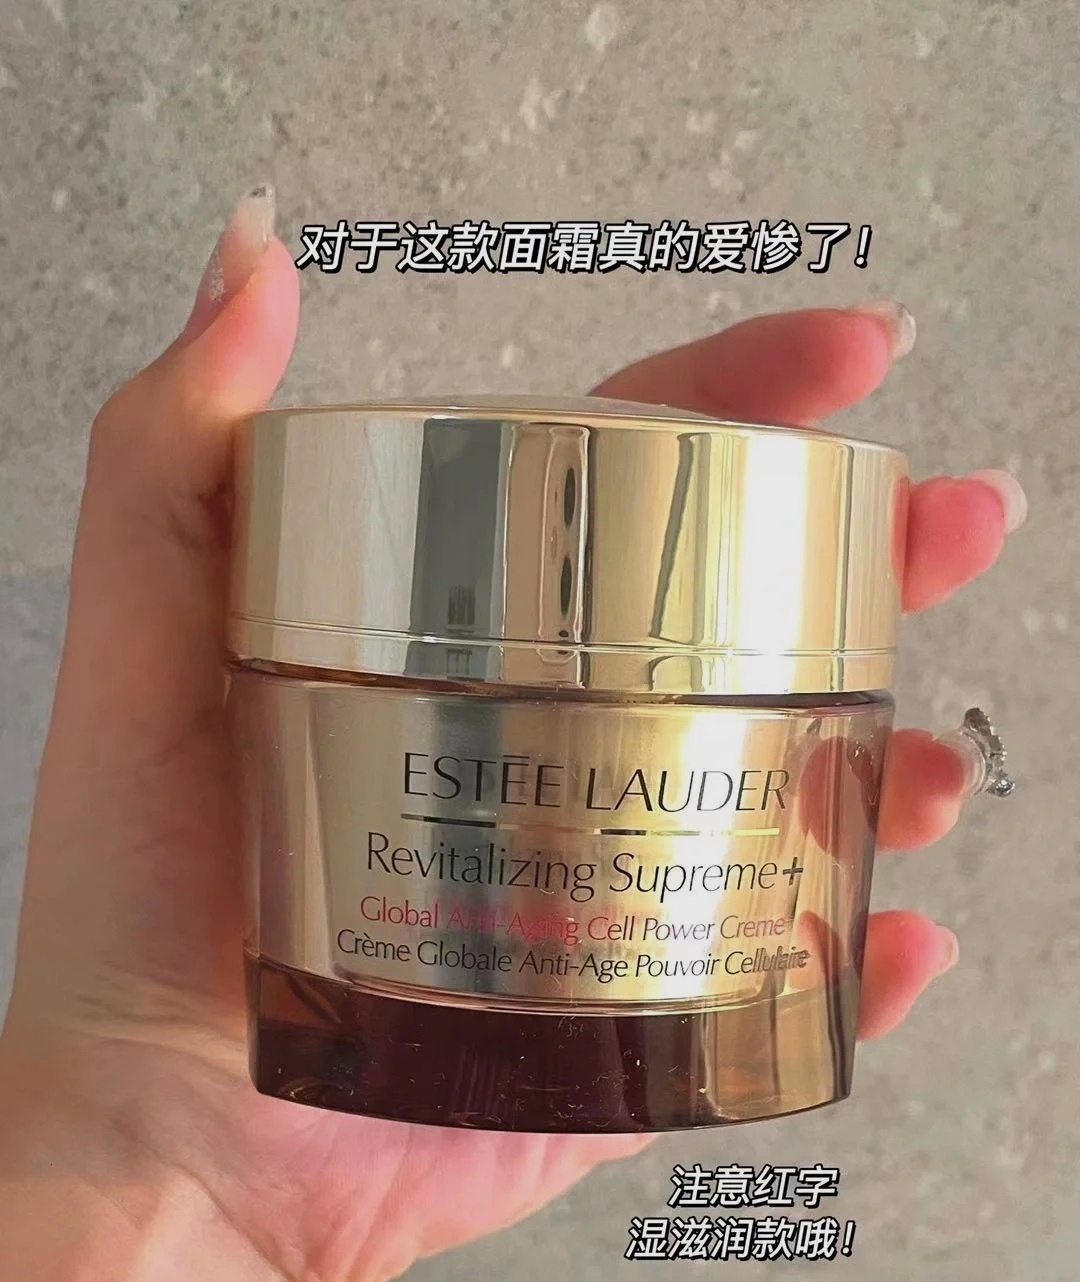 对于这款面霜真的爱惨了!
ESTĒE LAUDER
Revitalizing Supreme+
Global Anti-Aging Cell Power Creme
Crème Globale Anti-Age Pouvoir Cellulaire
注意红字
湿滋润款哦!